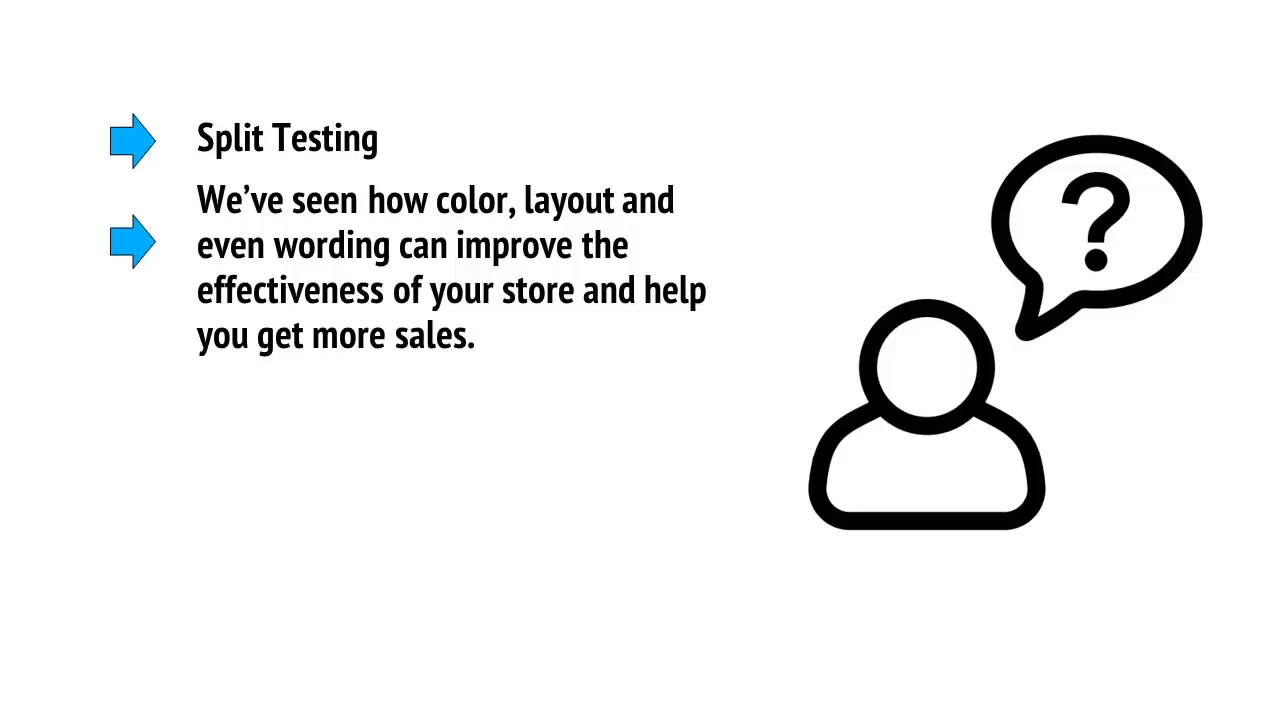 Split Testing
We’ve seen how color, layout and
even wording can improve the
effectiveness of your store and help
you get more sales.
?